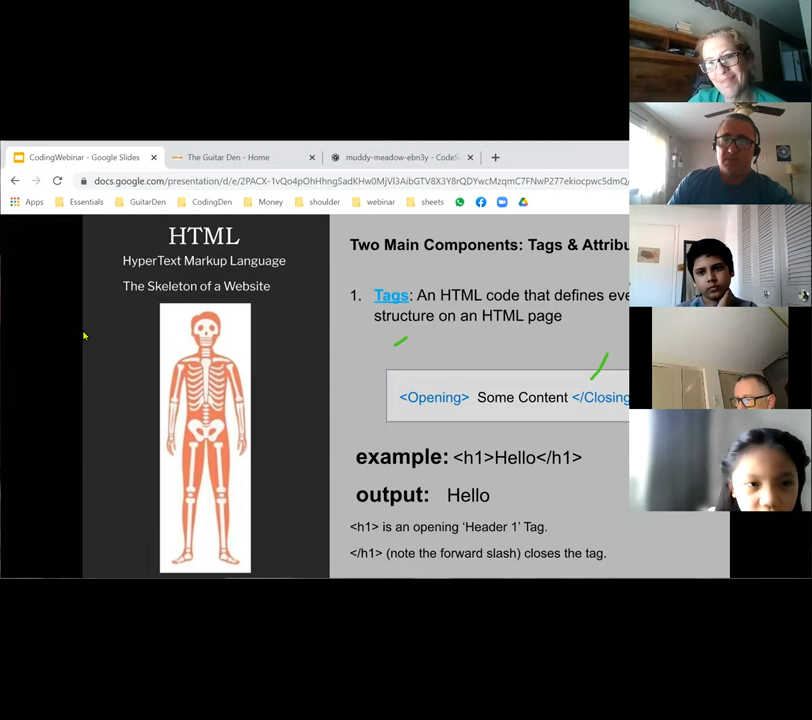 CodingWebinar - Google Slides
The Guitar Den - Home
muddy-meadow-ebn3y - CodeS
docs.google.com/presentation/d/e/2PACX-1vQo4pOhHngSadKHw0MjVI3AibGTV8X3Y8rQDYwcMzqmC7FNwP277ekiocpwc5dmQ/
Apps
Essentials
GuitarDen
CodingDen
Money
shoulder
webinar
sheets
HTML
HyperText Markup Language
The Skeleton of a Website
Two Main Components: Tags & Attribu
1. Tags: An HTML code that defines eve
structure on an HTML page
<Opening> Some Content </Closing
example: <h1>Hello</h1>
output: Hello
<h1> is an opening ‘Header 1’ Tag.
</h1> (note the forward slash) closes the tag.